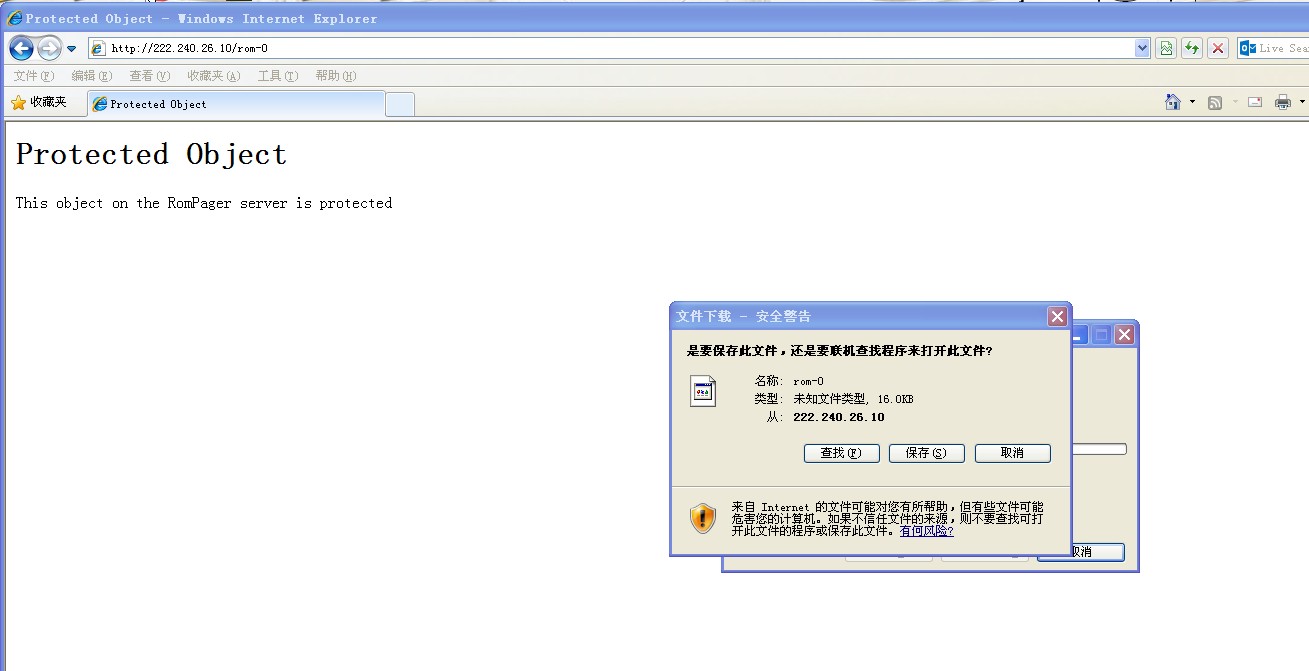 Protected Object - Windows Internet Explorer
http://222.240.26.10/rom-0
Live Sea
文件(F) 编辑(E) 查看(V) 收藏夹(A) 工具(T) 帮助(H)
收藏夹
Protected Object
Protected Object
This object on the RomPager server is protected
文件下载 - 安全警告
是要保存此文件，还是要联机查找程序来打开此文件?
名称: rom-0
类型: 未知文件类型, 16.0KB
从: 222.240.26.10
查找(F) 保存(S) 取消
来自 Internet 的文件可能对您有所帮助，但有些文件可能
危害您的计算机。如果不信任文件的来源，则不要查找可打
开此文件的程序或保存此文件。有何风险?
取消